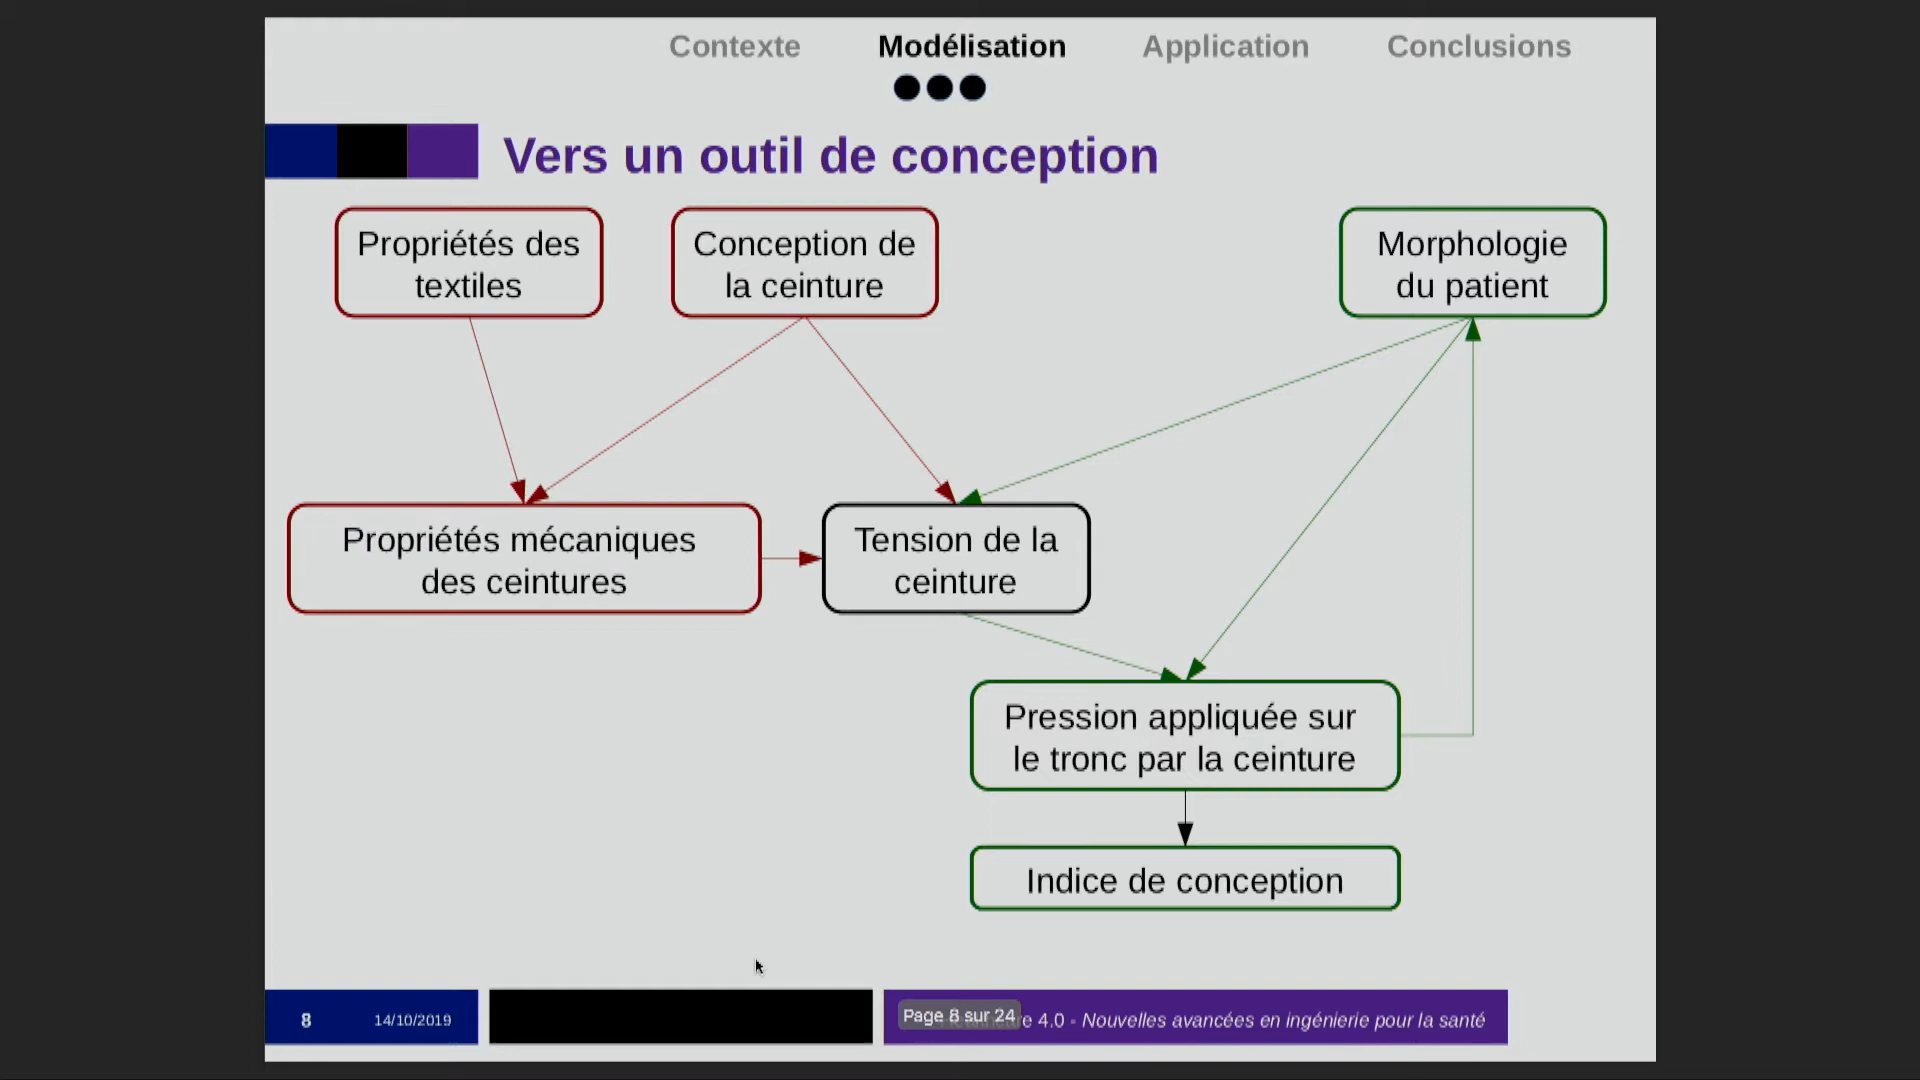 Contexte Modélisation Application Conclusions
Vers un outil de conception
Propriétés des
textiles
Conception de
la ceinture
Morphologie
du patient
Propriétés mécaniques
des ceintures
Tension de la
ceinture
Pression appliquée sur
le tronc par la ceinture
Indice de conception
8 14/10/2019
Page 8 sur 24
4.0 - Nouvelles avancées en ingénierie pour la santé